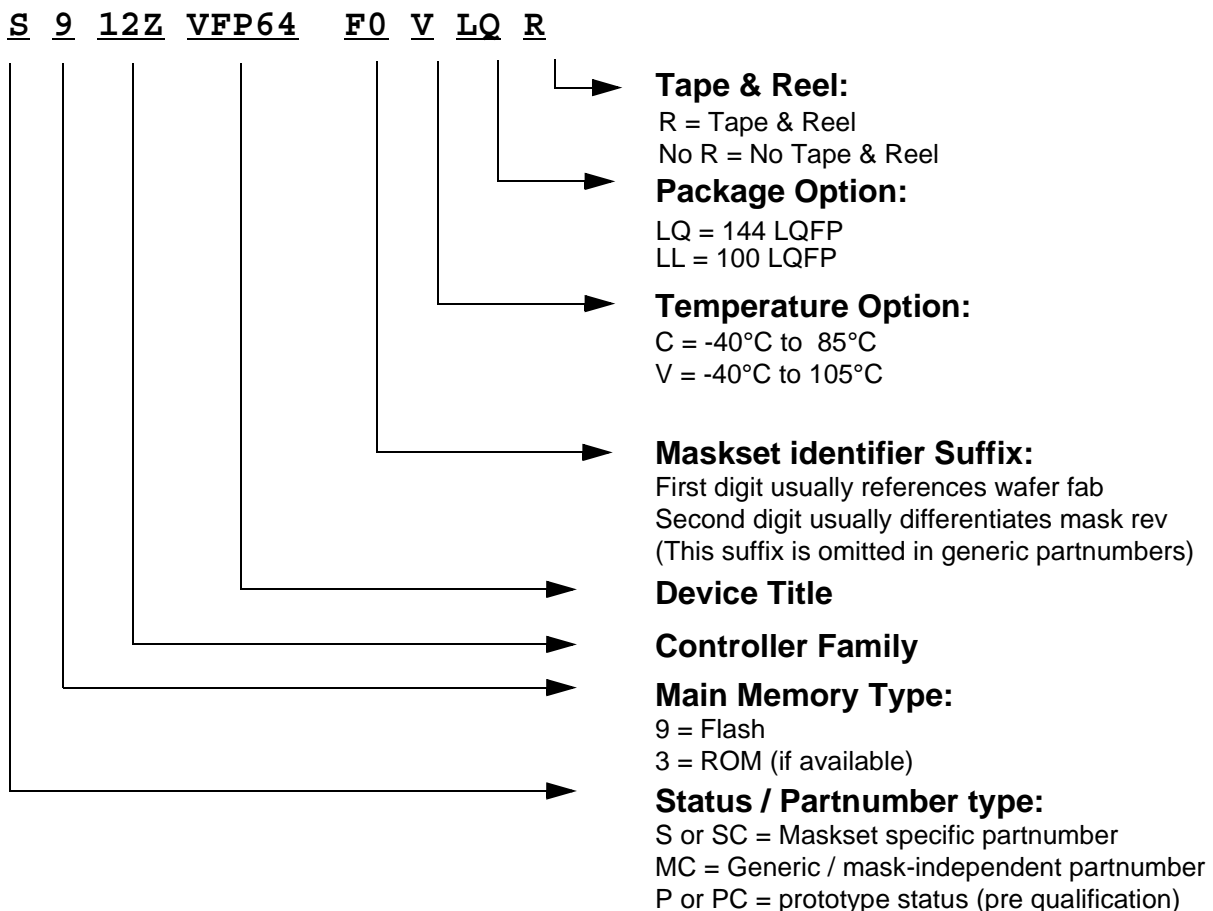 S 9 12Z VFP64 F0 V LQ R
Tape & Reel:
R = Tape & Reel
No R = No Tape & Reel
Package Option:
LQ = 144 LQFP
LL = 100 LQFP
Temperature Option:
C = -40°C to 85°C
V = -40°C to 105°C
Maskset identifier Suffix:
First digit usually references wafer fab
Second digit usually differentiates mask rev
(This suffix is omitted in generic partnumbers)
Device Title
Controller Family
Main Memory Type:
9 = Flash
3 = ROM (if available)
Status / Partnumber type:
S or SC = Maskset specific partnumber
MC = Generic / mask-independent partnumber
P or PC = prototype status (pre qualification)